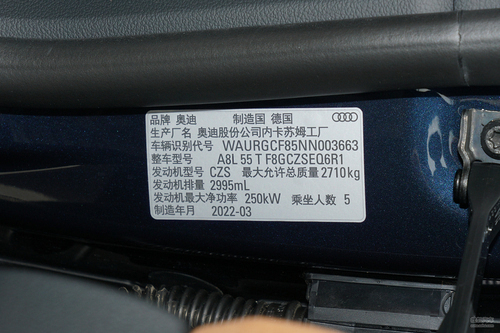 品牌 奥迪 制造国 德国
生产厂名 奥迪股份公司内卡苏姆工厂
车辆识别代号 WAURGCF85NN003663
整车型号 A8L 55 T F8GCZSEQ6R1
发动机型号 CZS 最大允许总质量 2710kg
发动机排量 2995mL
发动机最大净功率 250kW 乘坐人数 5
制造年月 2022-03